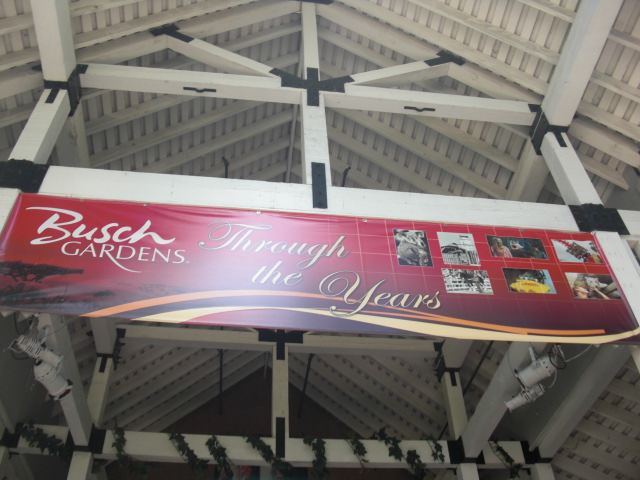 Busch
GARDENS
Through
the
Years